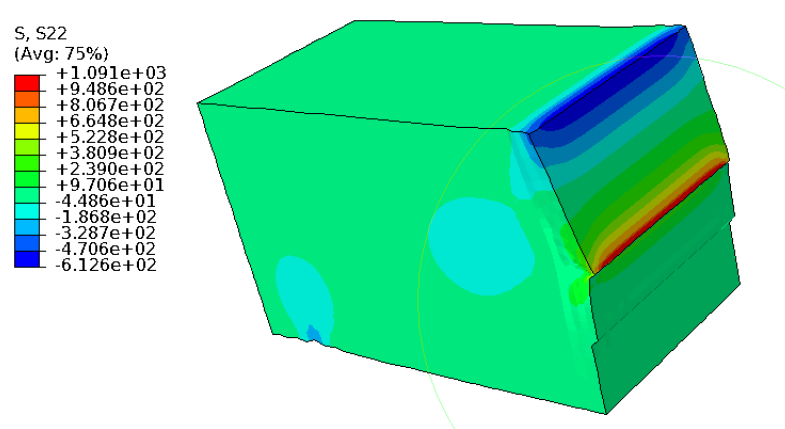 S, S22
(Avg: 75%)
+1.091e+03
+9.486e+02
+8.067e+02
+6.648e+02
+5.228e+02
+3.809e+02
+2.390e+02
+9.706e+01
-4.486e+01
-1.868e+02
-3.287e+02
-4.706e+02
-6.126e+02